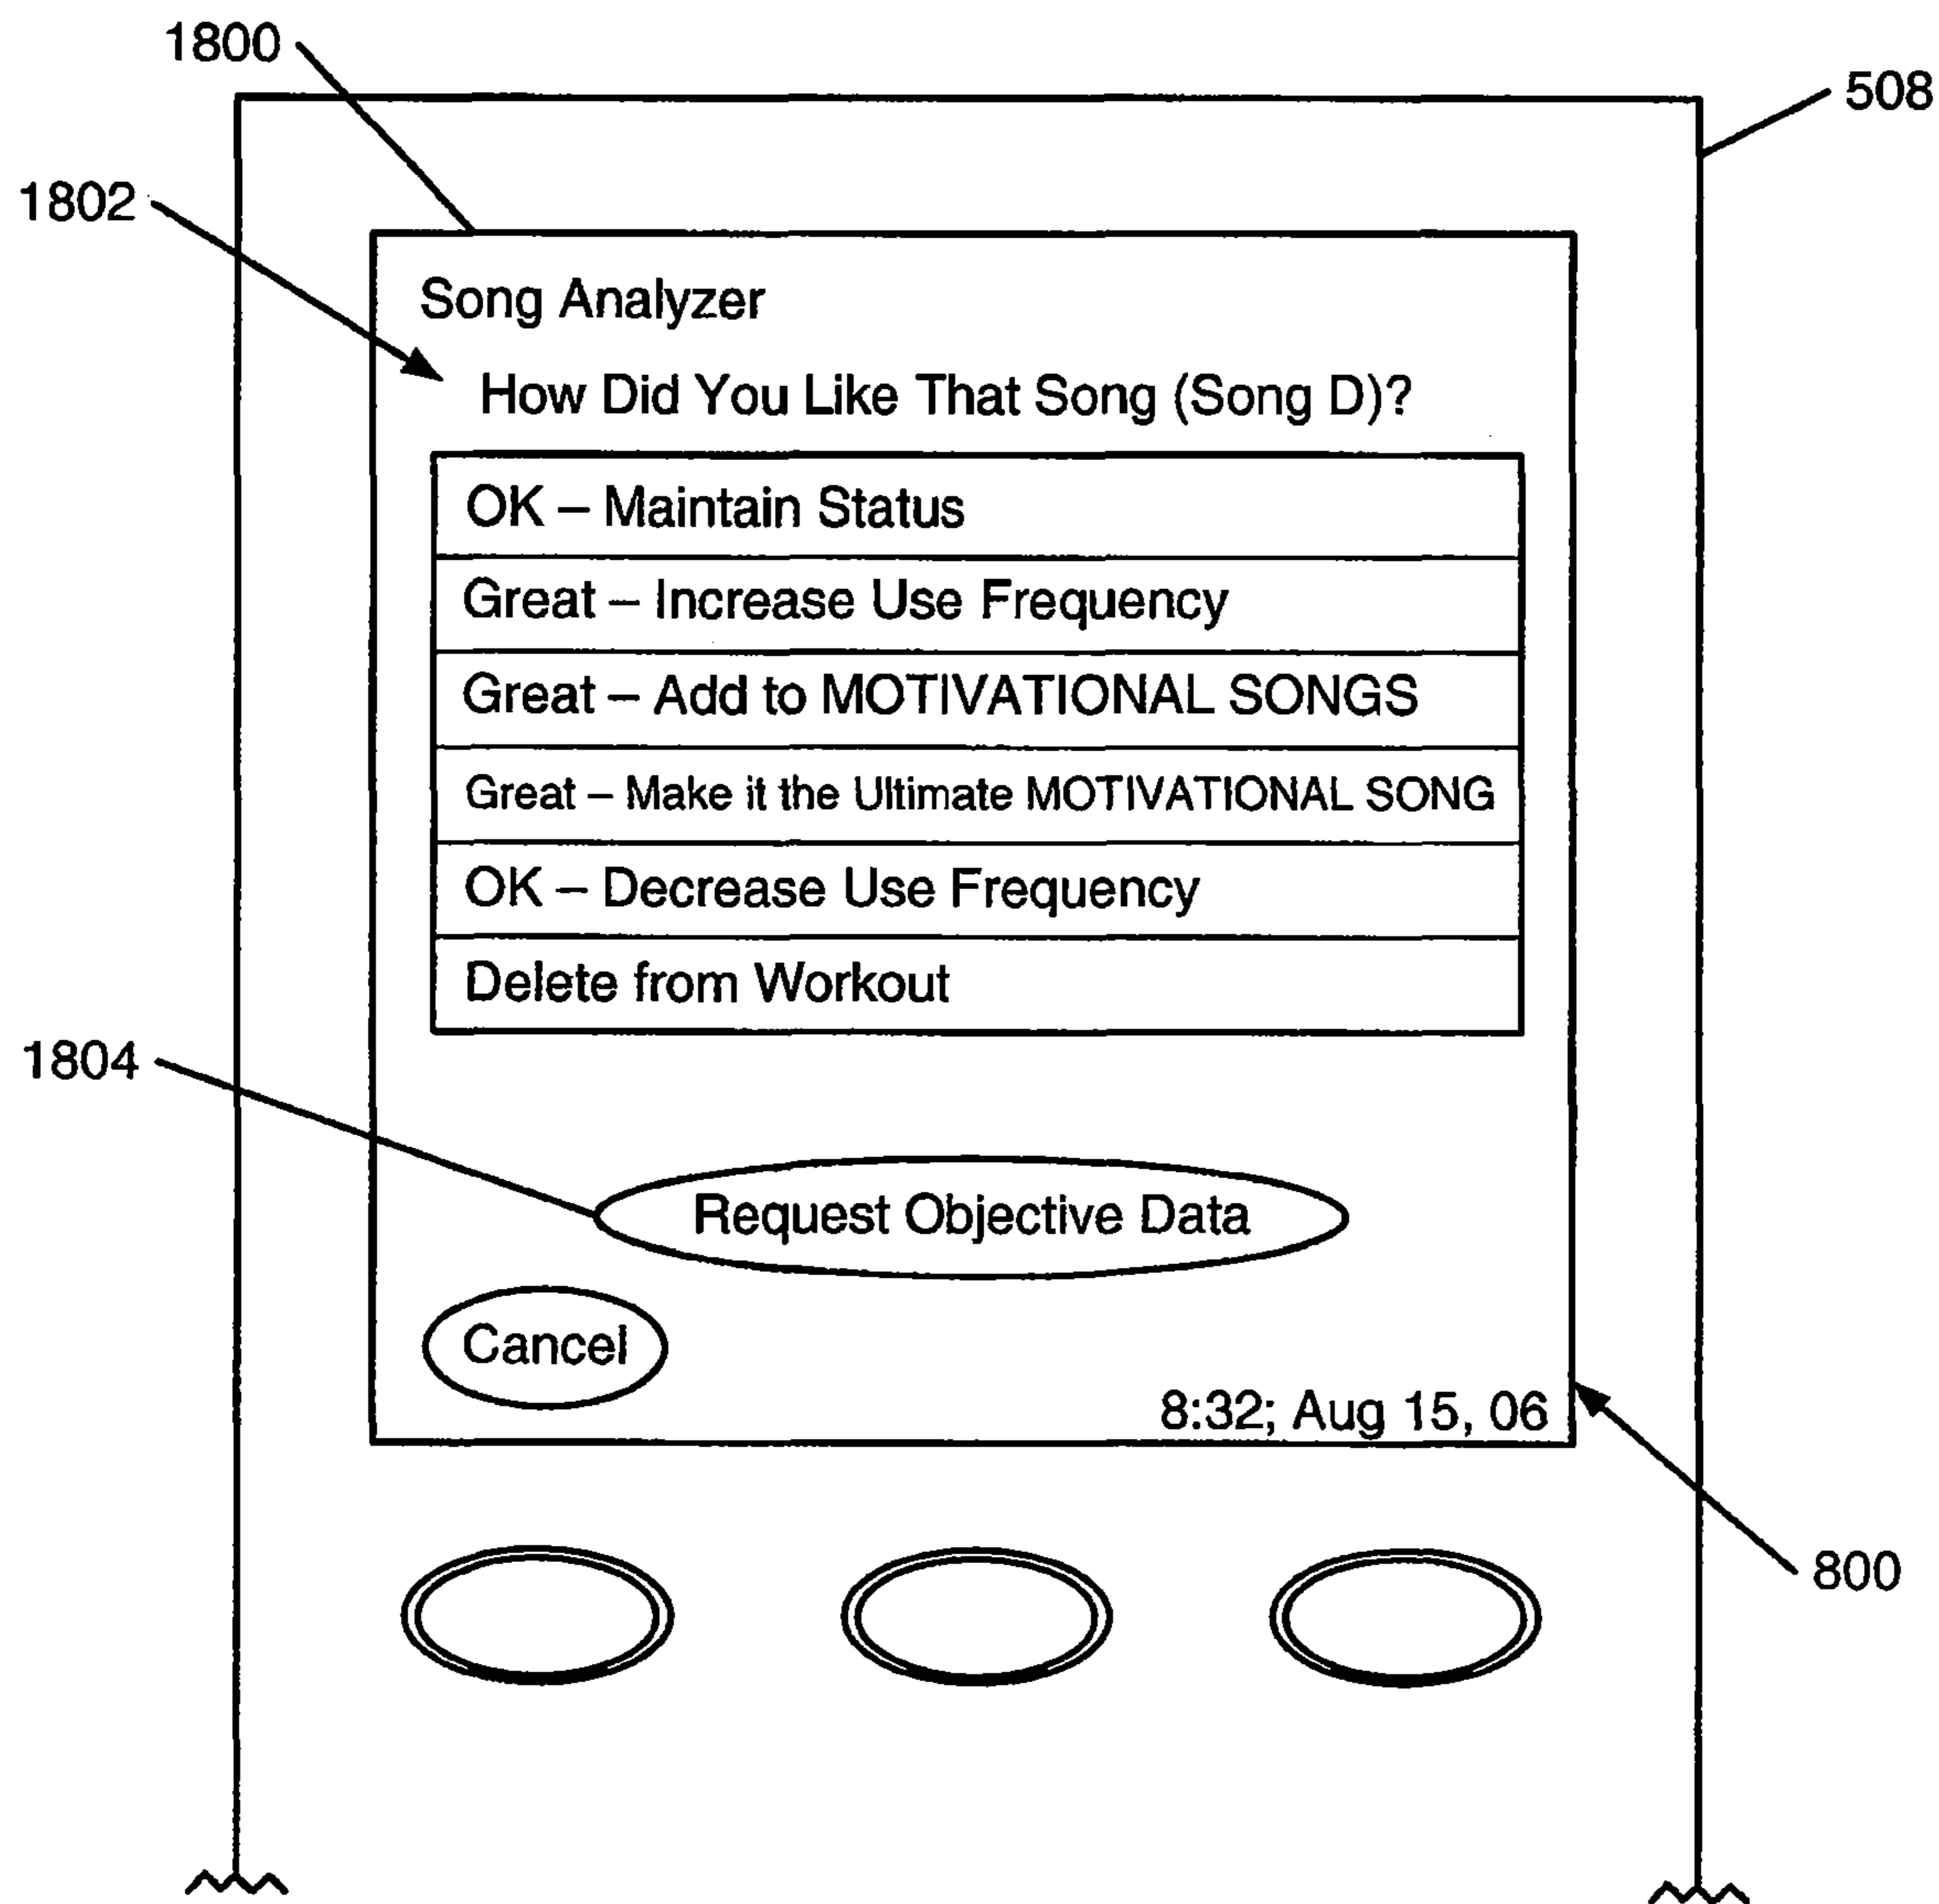 1800
508
1802
Song Analyzer
How Did You Like That Song (Song D)?
OK – Maintain Status
Great – Increase Use Frequency
Great – Add to MOTIVATIONAL SONGS
Great – Make it the Ultimate MOTIVATIONAL SONG
OK – Decrease Use Frequency
Delete from Workout
1804
Request Objective Data
Cancel
8:32; Aug 15, 06
800